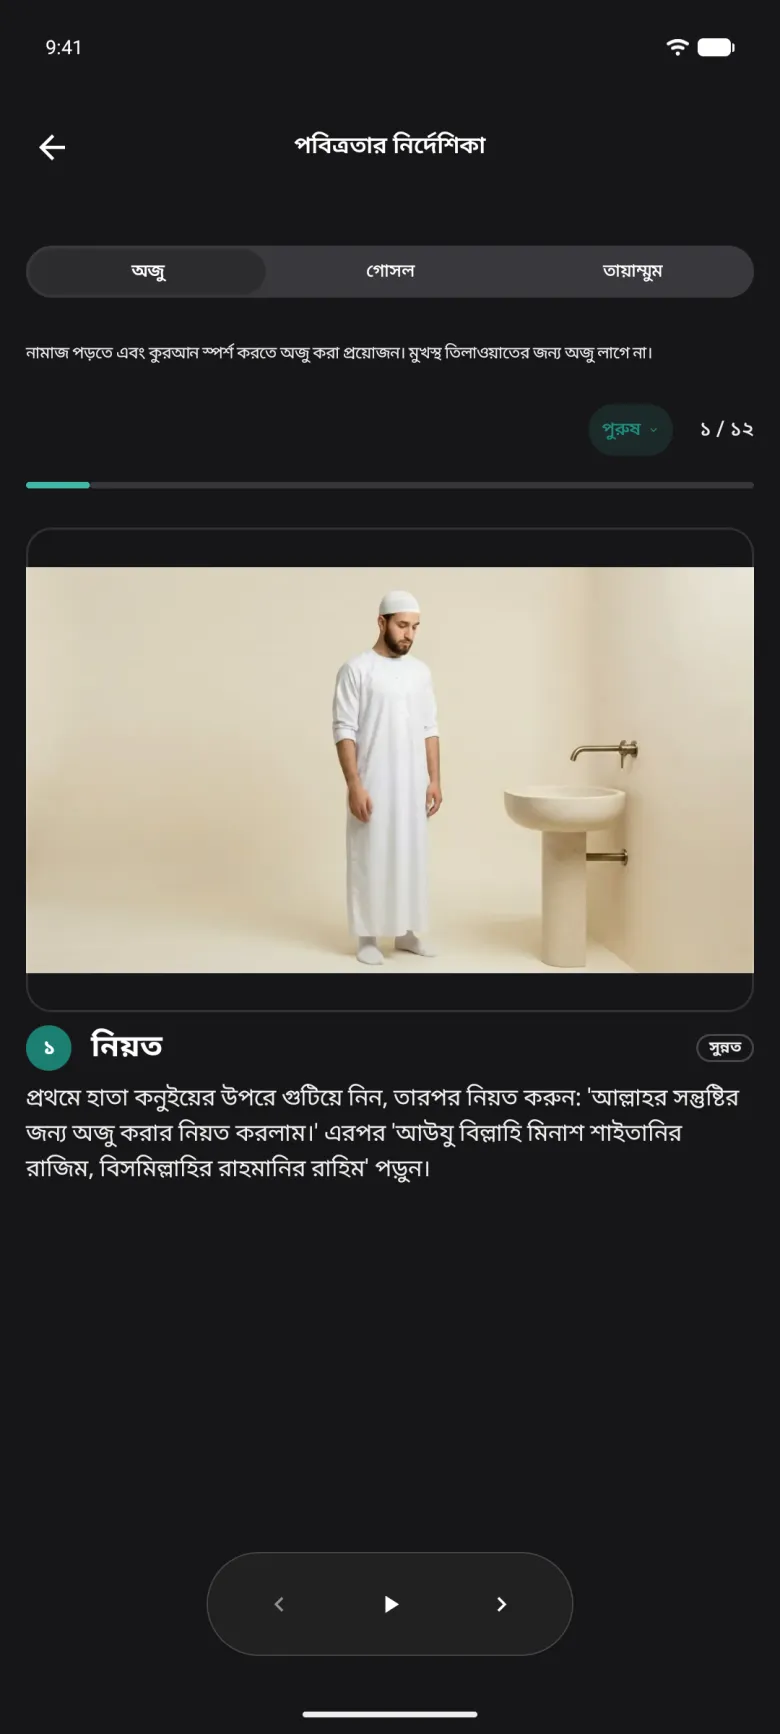 9:41
পবিত্রতার নির্দেশিকা
অজু
গোসল
তায়াম্মুম
নামাজ পড়তে এবং কুরআন স্পর্শ করতে অজু করা প্রয়োজন। মুখস্থ তিলাওয়াতের জন্য অজু লাগে না।
পুরুষ
১ / ১২
১
নিয়ত
সুন্নত
প্রথমে হাতা কনুইয়ের উপরে গুটিয়ে নিন, তারপর নিয়ত করুন: 'আল্লাহর সন্তুষ্টির
জন্য অজু করার নিয়ত করলাম।' এরপর 'আউযু বিল্লাহি মিনাশ শাইতানির
রাজিম, বিসমিল্লাহির রাহমানির রাহিম' পড়ুন।